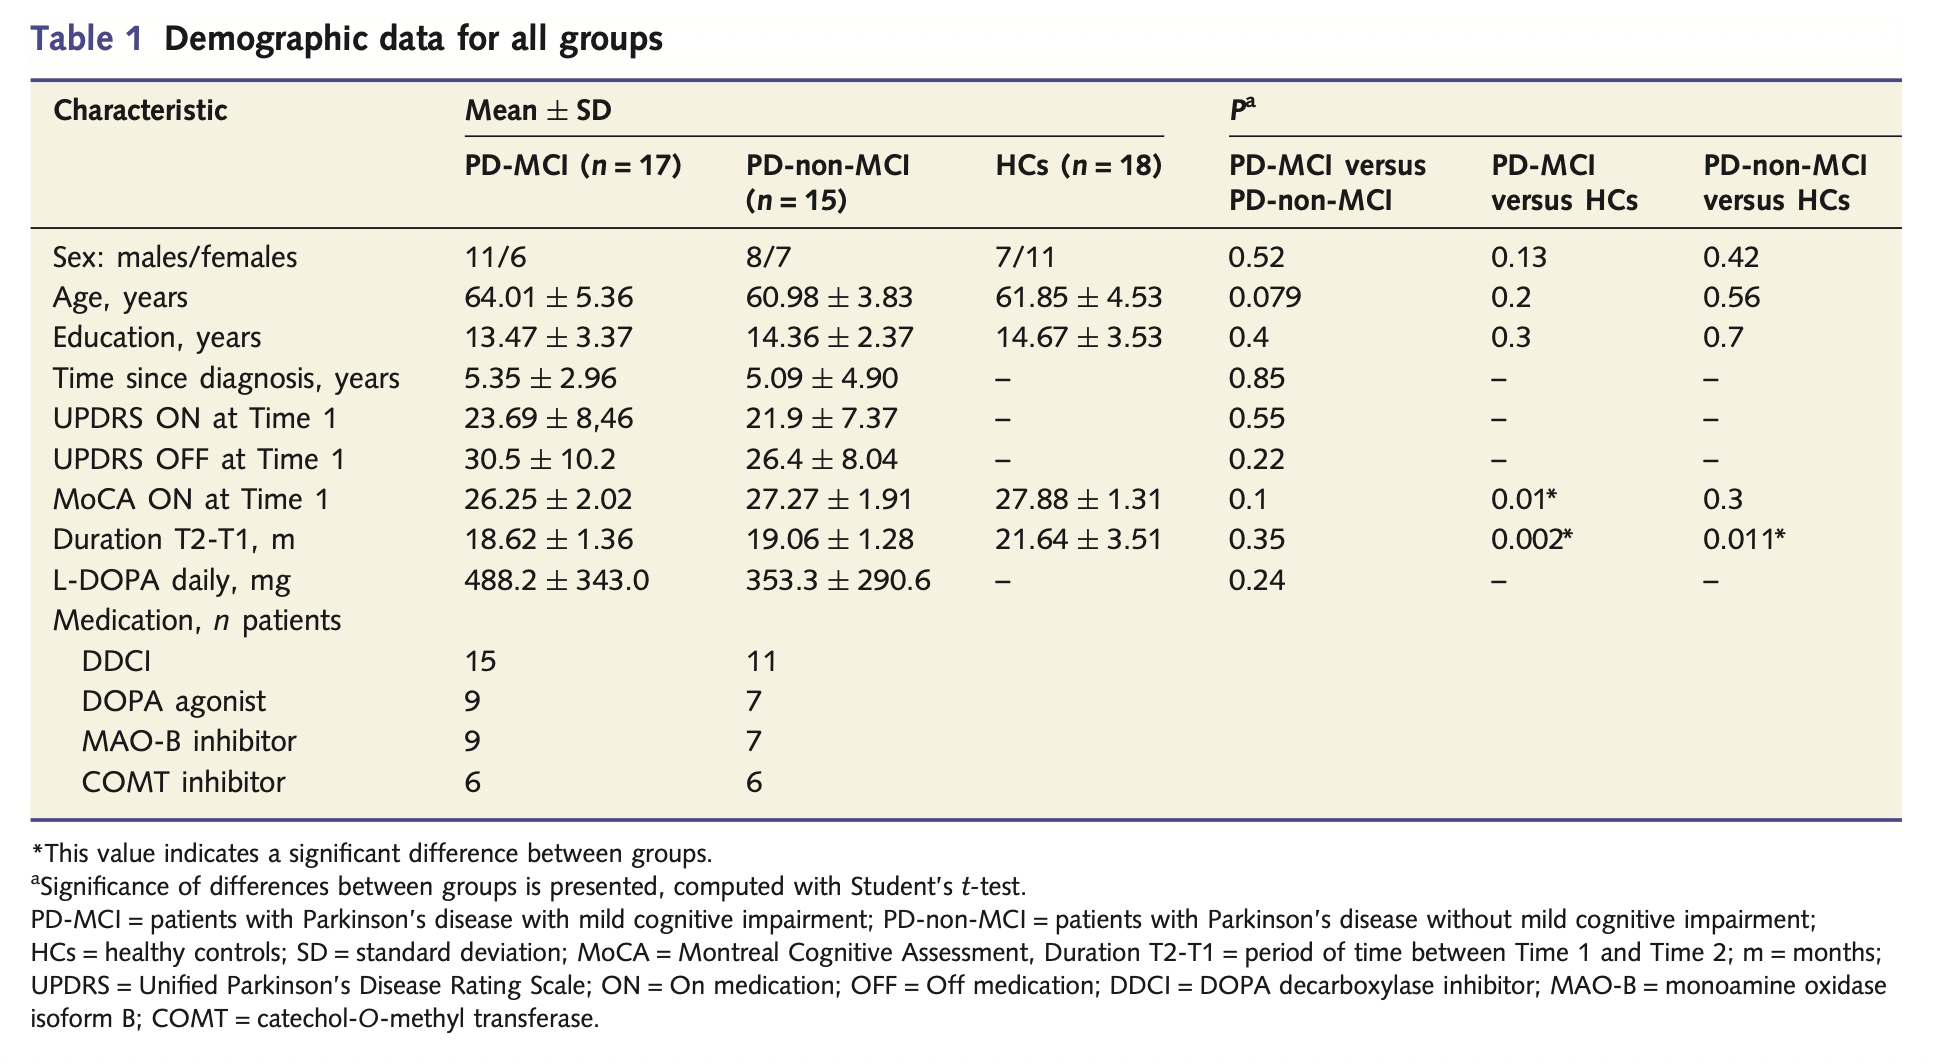 Table 1 Demographic data for all groups
Characteristic Mean ± SD Pᵃ
PD-MCI (n = 17) PD-non-MCI (n = 15) HCs (n = 18) PD-MCI versus PD-non-MCI PD-MCI versus HCs PD-non-MCI versus HCs
Sex: males/females 11/6 8/7 7/11 0.52 0.13 0.42
Age, years 64.01 ± 5.36 60.98 ± 3.83 61.85 ± 4.53 0.079 0.2 0.56
Education, years 13.47 ± 3.37 14.36 ± 2.37 14.67 ± 3.53 0.4 0.3 0.7
Time since diagnosis, years 5.35 ± 2.96 5.09 ± 4.90 – 0.85 – –
UPDRS ON at Time 1 23.69 ± 8,46 21.9 ± 7.37 – 0.55 – –
UPDRS OFF at Time 1 30.5 ± 10.2 26.4 ± 8.04 – 0.22 – –
MoCA ON at Time 1 26.25 ± 2.02 27.27 ± 1.91 27.88 ± 1.31 0.1 0.01* 0.3
Duration T2-T1, m 18.62 ± 1.36 19.06 ± 1.28 21.64 ± 3.51 0.35 0.002* 0.011*
L-DOPA daily, mg 488.2 ± 343.0 353.3 ± 290.6 – 0.24 – –
Medication, n patients
DDCI 15 11
DOPA agonist 9 7
MAO-B inhibitor 9 7
COMT inhibitor 6 6
*This value indicates a significant difference between groups.
ᵃSignificance of differences between groups is presented, computed with Student's t-test.
PD-MCI = patients with Parkinson's disease with mild cognitive impairment; PD-non-MCI = patients with Parkinson's disease without mild cognitive impairment;
HCs = healthy controls; SD = standard deviation; MoCA = Montreal Cognitive Assessment, Duration T2-T1 = period of time between Time 1 and Time 2; m = months;
UPDRS = Unified Parkinson's Disease Rating Scale; ON = On medication; OFF = Off medication; DDCI = DOPA decarboxylase inhibitor; MAO-B = monoamine oxidase
isoform B; COMT = catechol-O-methyl transferase.